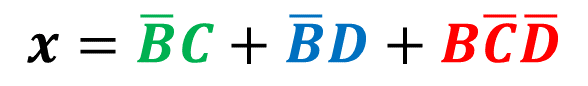 x = B̅C + B̅D + BC̅D̅